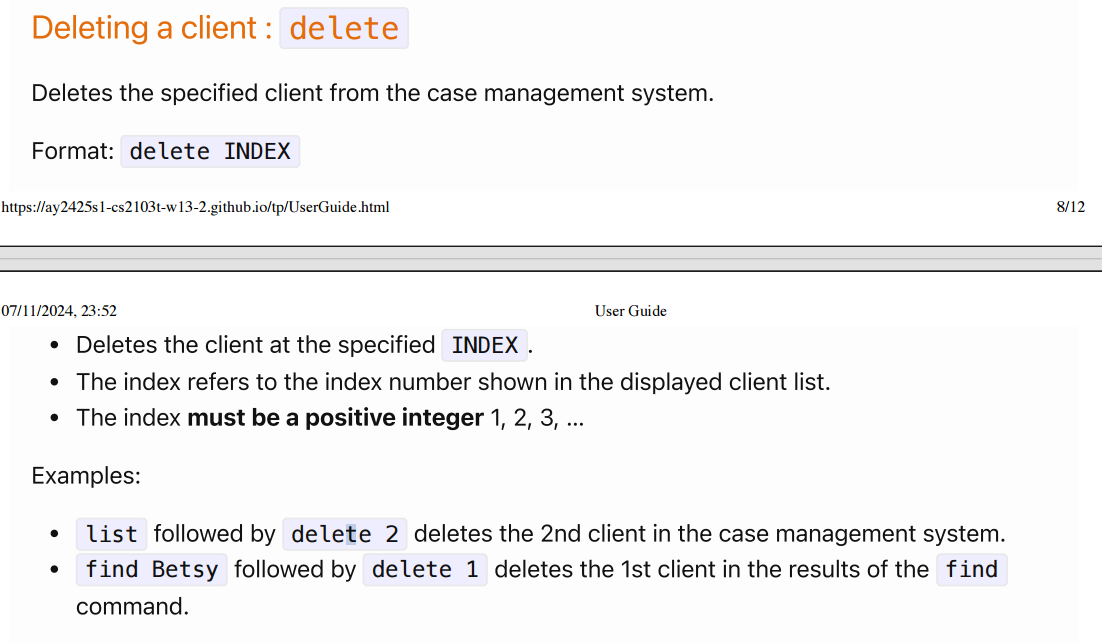 Deleting a client : delete
Deletes the specified client from the case management system.
Format: delete INDEX
https://ay2425s1-cs2103t-w13-2.github.io/tp/UserGuide.html 8/12
07/11/2024, 23:52 User Guide
• Deletes the client at the specified INDEX.
• The index refers to the index number shown in the displayed client list.
• The index must be a positive integer 1, 2, 3, …
Examples:
• list followed by delete 2 deletes the 2nd client in the case management system.
• find Betsy followed by delete 1 deletes the 1st client in the results of the find
command.